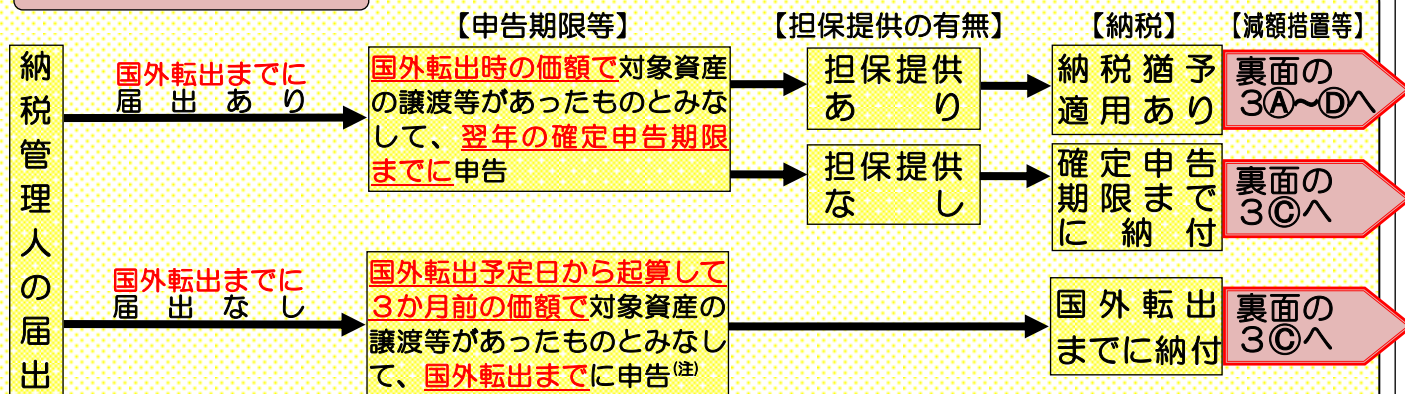 【申告期限等】
【担保提供の有無】
【納税】
【減額措置等】
納税管理人の届出
国外転出までに
届出あり
国外転出時の価額で対象資産
の譲渡等があったものとみな
して、翌年の確定申告期限
までに申告
担保提供
あり
納税猶予
適用あり
裏面の
3Ⓐ~Ⓓへ
担保提供
なし
確定申告
期限まで
に納付
裏面の
3Ⓒへ
国外転出までに
届出なし
国外転出予定日から起算して
3か月前の価額で対象資産の
譲渡等があったものとみなし
て、国外転出までに申告(注)
国外転出
までに納付
裏面の
3Ⓒへ